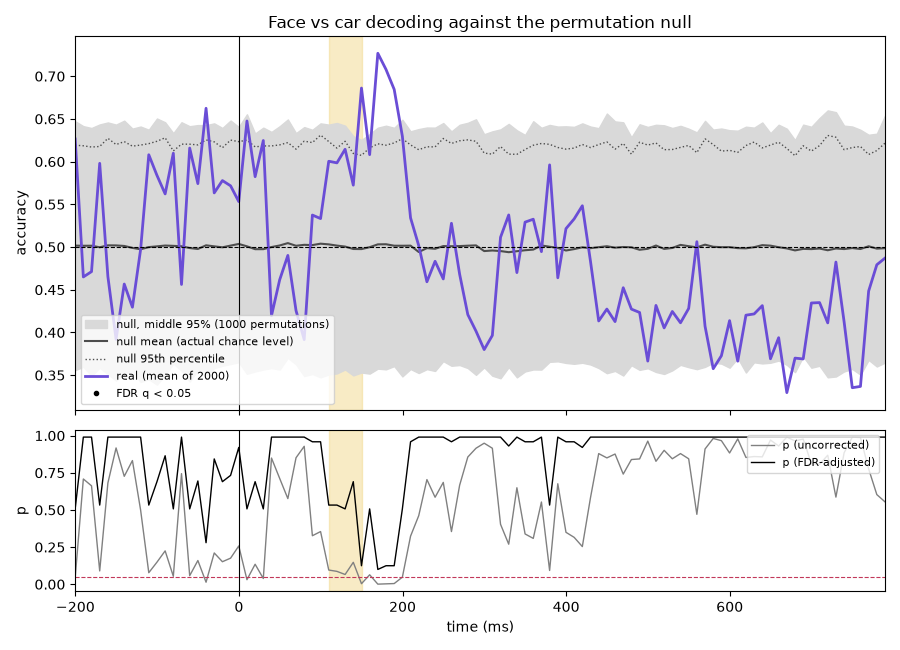 Face vs car decoding against the permutation null
accuracy
0.70
0.65
0.60
0.55
0.50
0.45
0.40
0.35
null, middle 95% (1000 permutations)
null mean (actual chance level)
null 95th percentile
real (mean of 2000)
FDR q < 0.05
p
1.00
0.75
0.50
0.25
0.00
p (uncorrected)
p (FDR-adjusted)
−200
0
200
400
600
time (ms)